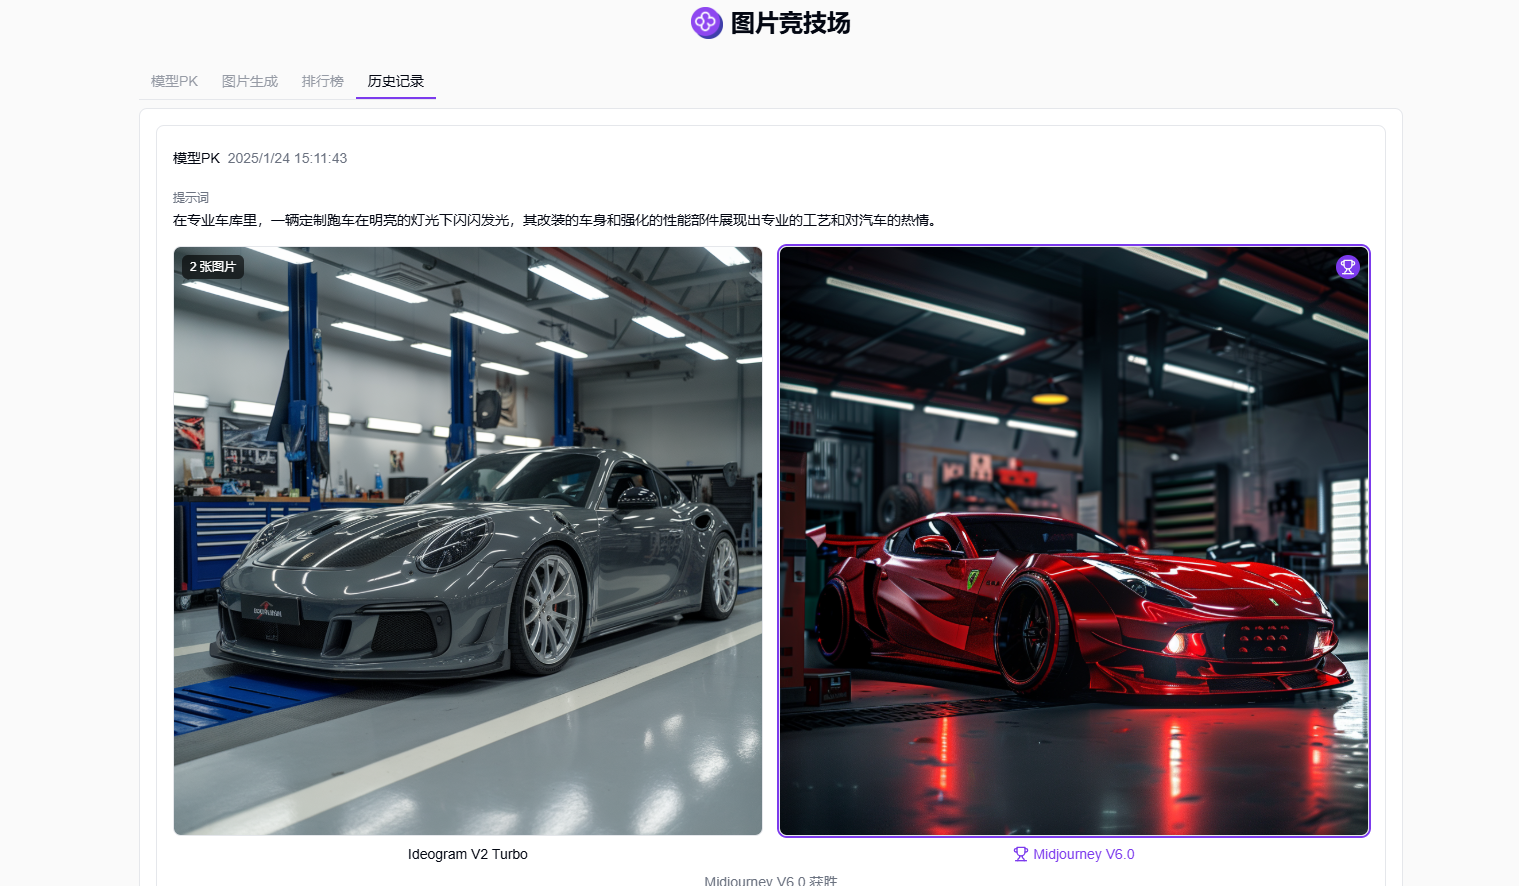 图片竞技场
模型PK 图片生成 排行榜 历史记录
模型PK 2025/1/24 15:11:43
提示词
在专业车库里，一辆定制跑车在明亮的灯光下闪闪发光，其改装的车身和强化的性能部件展现出专业的工艺和对汽车的热情。
2 张图片
Ideogram V2 Turbo
Midjourney V6.0
Midjourney V6.0 获胜